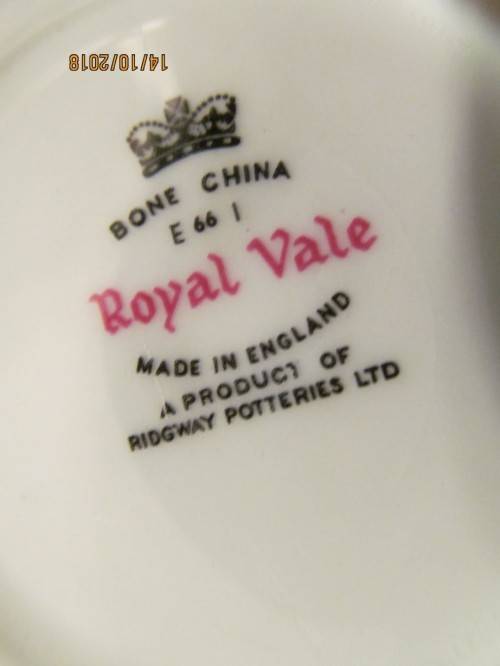 14/10/2018
BONE CHINA
E 66 1
Royal Vale
MADE IN ENGLAND
A PRODUCT OF
RIDGWAY POTTERIES LTD